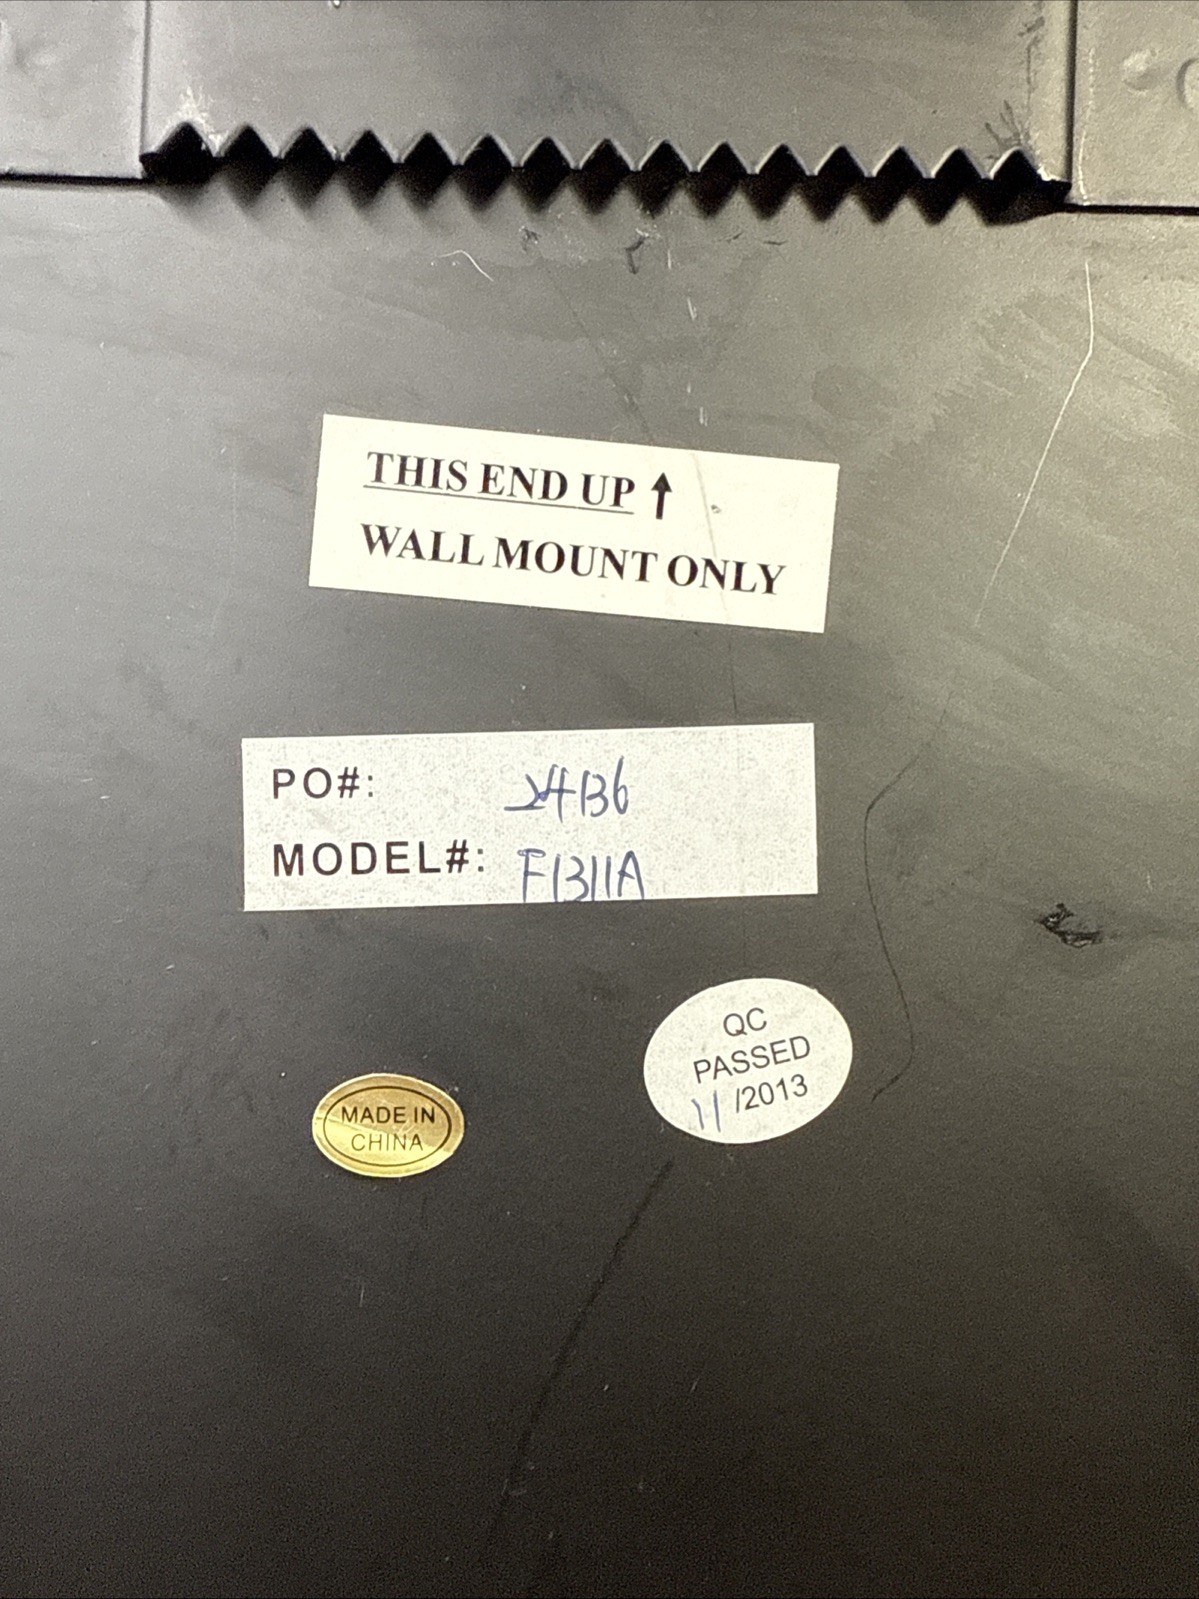 THIS END UP ↑
WALL MOUNT ONLY
PO#: 24136
MODEL#: F1311A
QC
PASSED
11/2013
MADE IN
CHINA